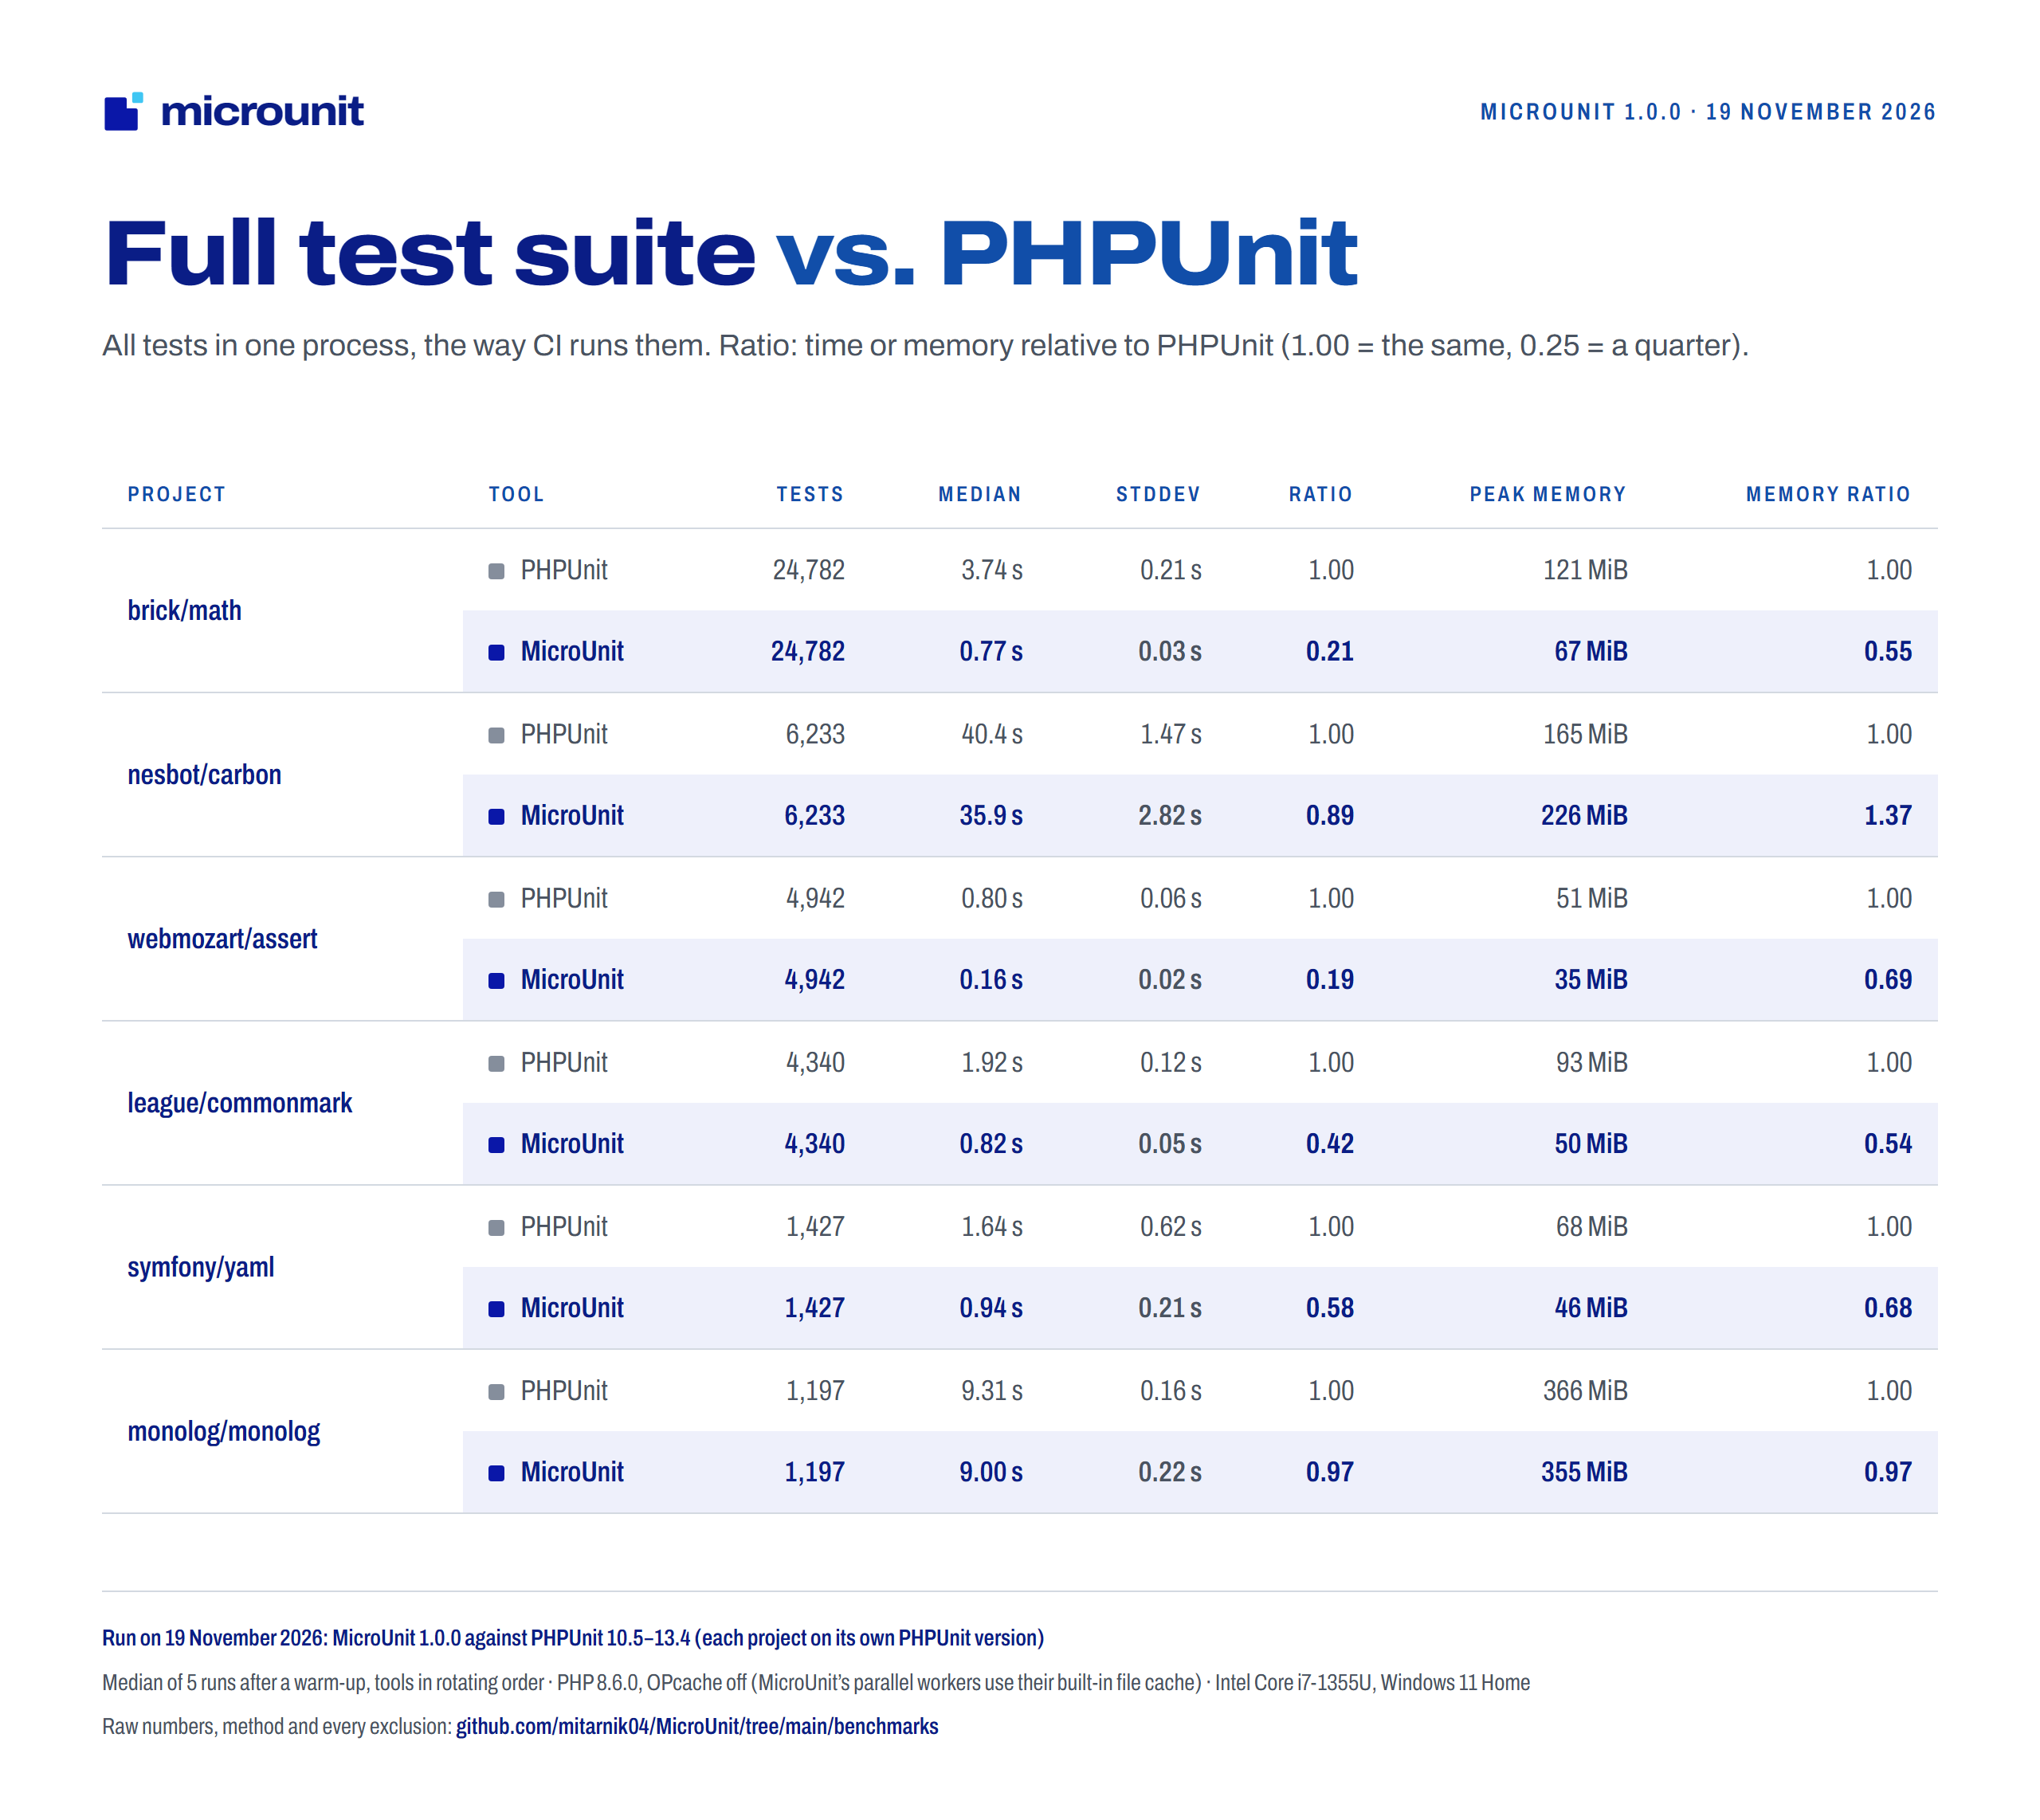 microunit
MICROUNIT 1.0.0 · 19 NOVEMBER 2026
Full test suite vs. PHPUnit
All tests in one process, the way CI runs them. Ratio: time or memory relative to PHPUnit (1.00 = the same, 0.25 = a quarter).
PROJECT TOOL TESTS MEDIAN STDDEV RATIO PEAK MEMORY MEMORY RATIO
brick/math
PHPUnit 24,782 3.74 s 0.21 s 1.00 121 MiB 1.00
MicroUnit 24,782 0.77 s 0.03 s 0.21 67 MiB 0.55
nesbot/carbon
PHPUnit 6,233 40.4 s 1.47 s 1.00 165 MiB 1.00
MicroUnit 6,233 35.9 s 2.82 s 0.89 226 MiB 1.37
webmozart/assert
PHPUnit 4,942 0.80 s 0.06 s 1.00 51 MiB 1.00
MicroUnit 4,942 0.16 s 0.02 s 0.19 35 MiB 0.69
league/commonmark
PHPUnit 4,340 1.92 s 0.12 s 1.00 93 MiB 1.00
MicroUnit 4,340 0.82 s 0.05 s 0.42 50 MiB 0.54
symfony/yaml
PHPUnit 1,427 1.64 s 0.62 s 1.00 68 MiB 1.00
MicroUnit 1,427 0.94 s 0.21 s 0.58 46 MiB 0.68
monolog/monolog
PHPUnit 1,197 9.31 s 0.16 s 1.00 366 MiB 1.00
MicroUnit 1,197 9.00 s 0.22 s 0.97 355 MiB 0.97
Run on 19 November 2026: MicroUnit 1.0.0 against PHPUnit 10.5–13.4 (each project on its own PHPUnit version)
Median of 5 runs after a warm-up, tools in rotating order · PHP 8.6.0, OPcache off (MicroUnit’s parallel workers use their built-in file cache) · Intel Core i7-1355U, Windows 11 Home
Raw numbers, method and every exclusion: github.com/mitarnik04/MicroUnit/tree/main/benchmarks